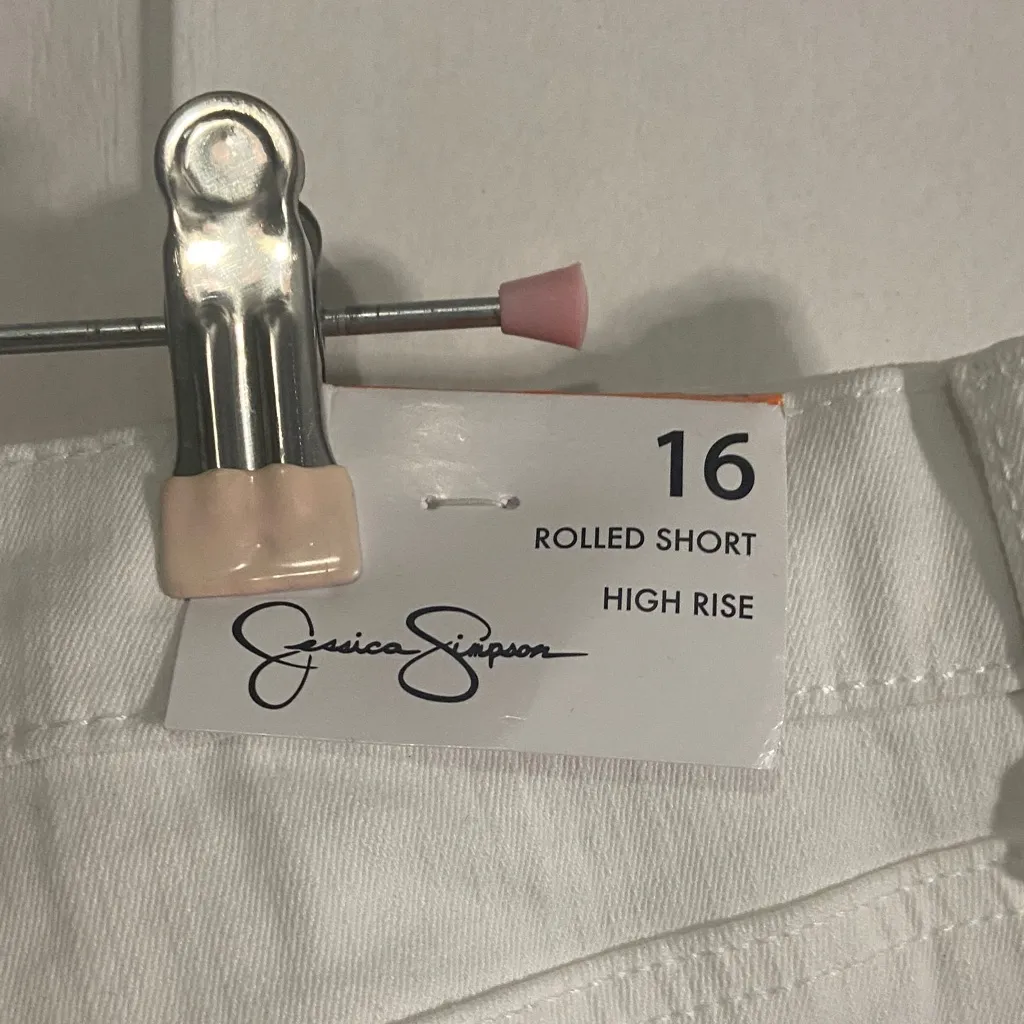 16
ROLLED SHORT
HIGH RISE
Jessica Simpson